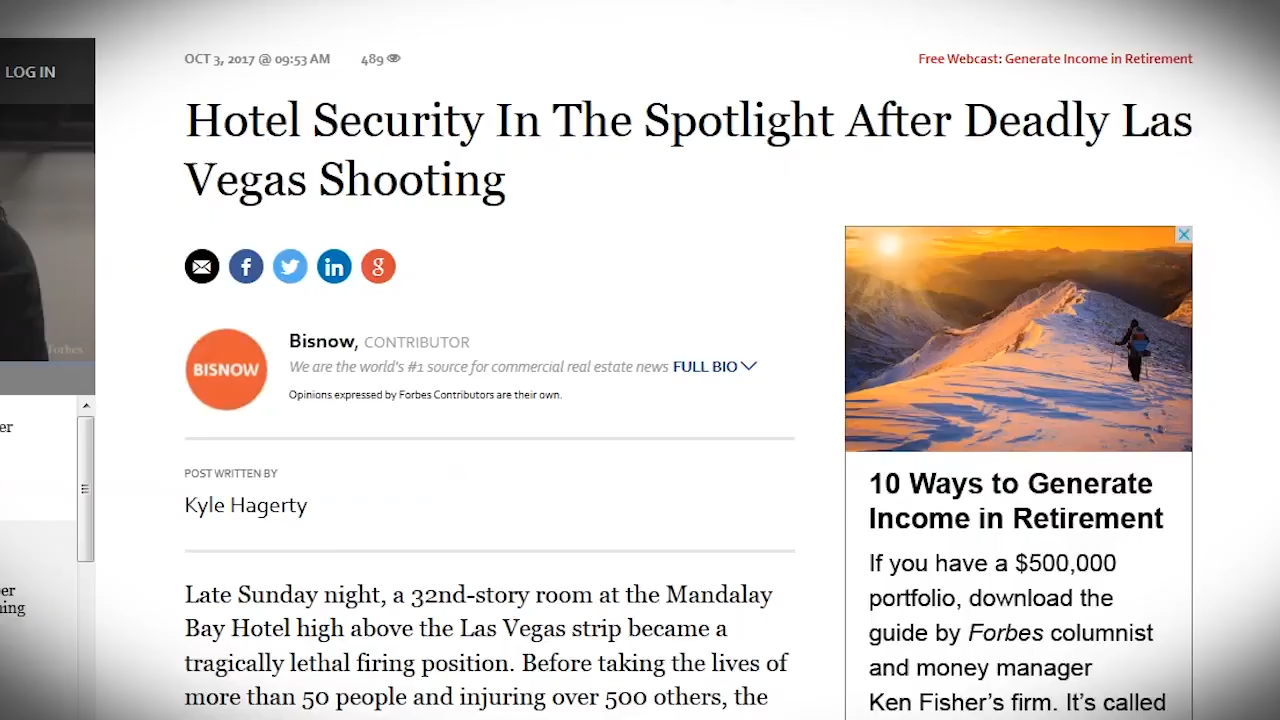 LOG IN
OCT 3, 2017 @ 09:53 AM 489
Free Webcast: Generate Income in Retirement
Hotel Security In The Spotlight After Deadly Las
Vegas Shooting
f
in
g
BISNOW
Bisnow, CONTRIBUTOR
We are the world's #1 source for commercial real estate news FULL BIO
Opinions expressed by Forbes Contributors are their own.
POST WRITTEN BY
Kyle Hagerty
Late Sunday night, a 32nd-story room at the Mandalay
Bay Hotel high above the Las Vegas strip became a
tragically lethal firing position. Before taking the lives of
more than 50 people and injuring over 500 others, the
10 Ways to Generate
Income in Retirement
If you have a $500,000
portfolio, download the
guide by Forbes columnist
and money manager
Ken Fisher's firm. It's called
Forbes
er
er
ing